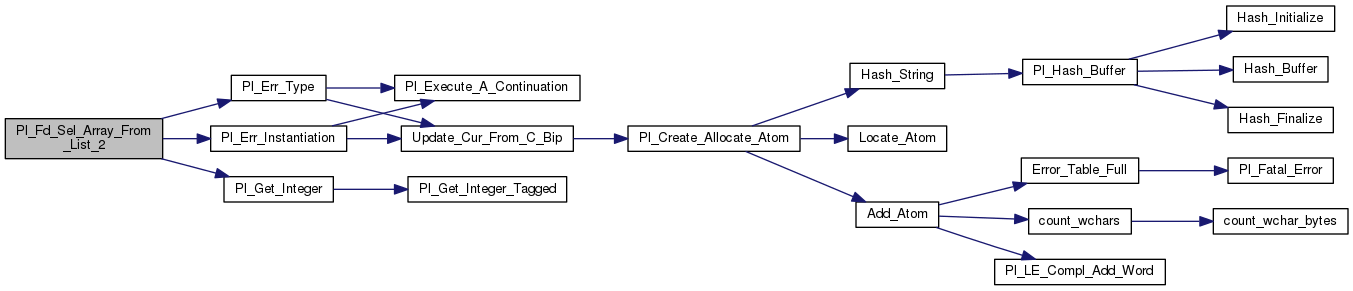 Pl_Fd_Sel_Array_From
_List_2
Pl_Err_Type
Pl_Err_Instantiation
Pl_Get_Integer
Pl_Execute_A_Continuation
Update_Cur_From_C_Bip
Pl_Get_Integer_Tagged
Pl_Create_Allocate_Atom
Hash_String
Locate_Atom
Add_Atom
Pl_Hash_Buffer
Error_Table_Full
count_wchars
Pl_LE_Compl_Add_Word
Hash_Initialize
Hash_Buffer
Hash_Finalize
Pl_Fatal_Error
count_wchar_bytes